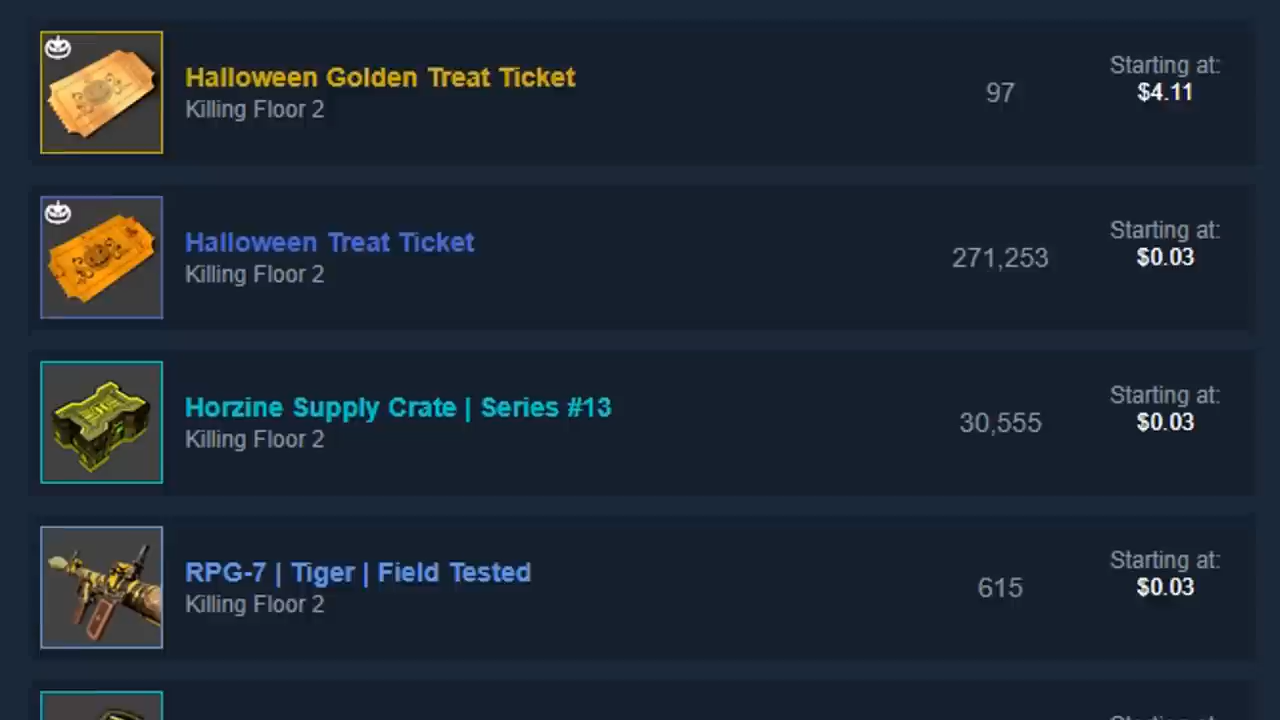 Halloween Golden Treat Ticket
Killing Floor 2
97
Starting at:
$4.11
Halloween Treat Ticket
Killing Floor 2
271,253
Starting at:
$0.03
Horzine Supply Crate | Series #13
Killing Floor 2
30,555
Starting at:
$0.03
RPG-7 | Tiger | Field Tested
Killing Floor 2
615
Starting at:
$0.03